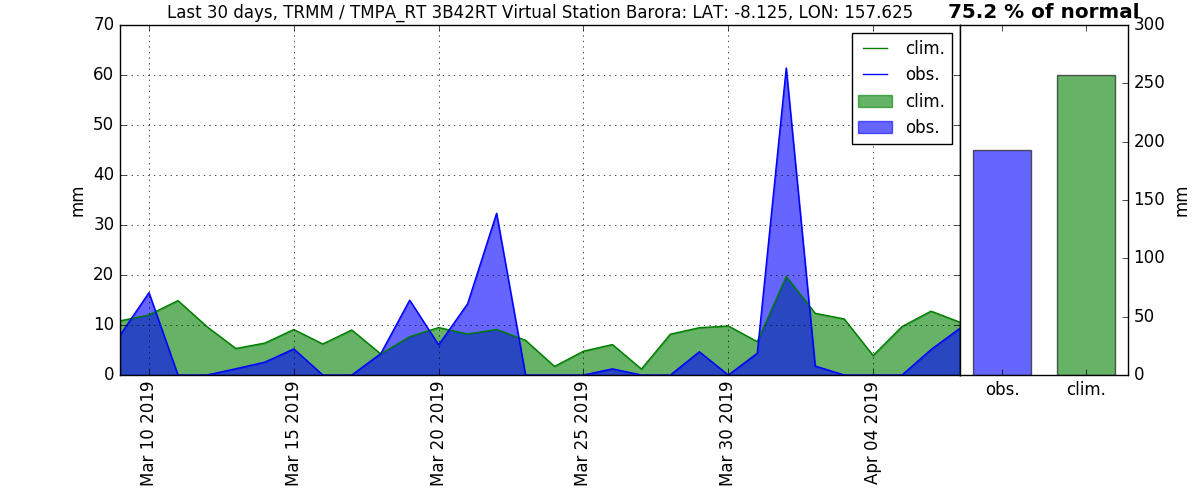 Last 30 days, TRMM / TMPA_RT 3B42RT Virtual Station Barora: LAT: -8.125, LON: 157.625
75.2 % of normal
70
60
50
40
30
20
10
0
mm
clim.
obs.
clim.
obs.
Mar 10 2019
Mar 15 2019
Mar 20 2019
Mar 25 2019
Mar 30 2019
Apr 04 2019
300
250
200
150
100
50
0
mm
obs.
clim.